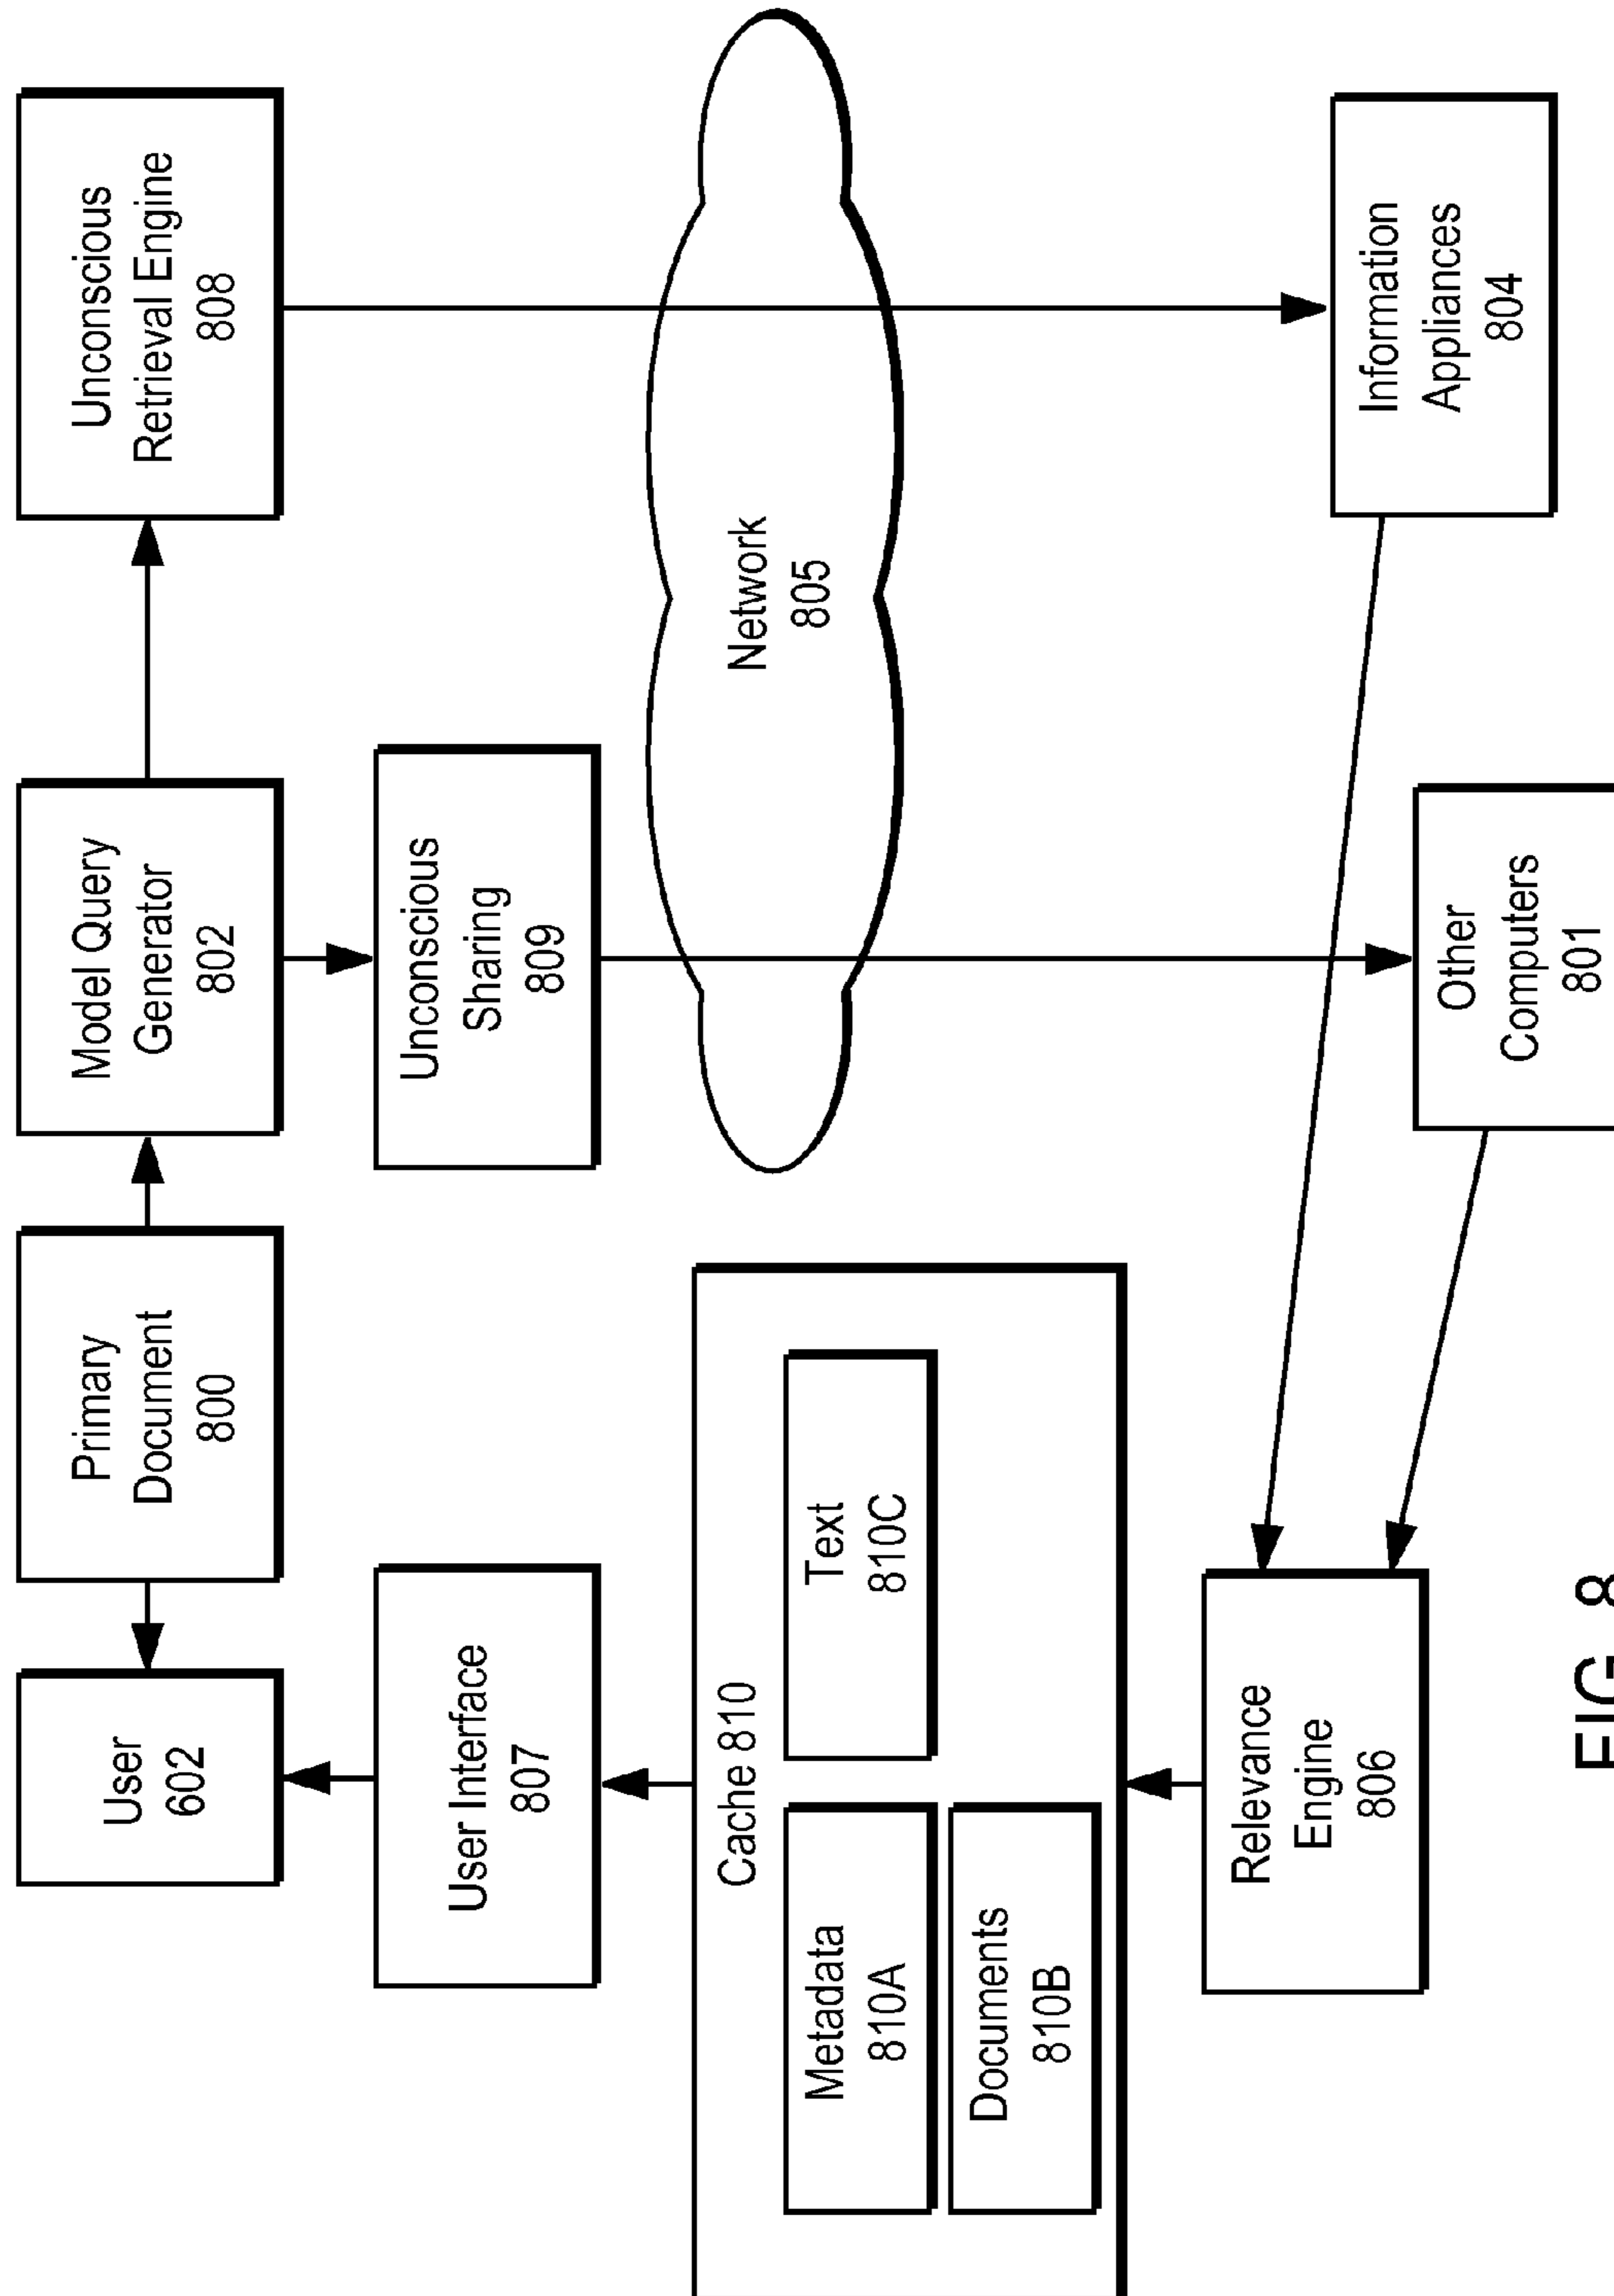 User
602
Primary
Document
800
Model Query
Generator
802
Unconscious
Retrieval Engine
808
User Interface
807
Unconscious
Sharing
809
Cache 810
Metadata
810A
Text
810C
Documents
810B
Network
805
Relevance
Engine
806
Other
Computers
801
Information
Appliances
804
FIG 8